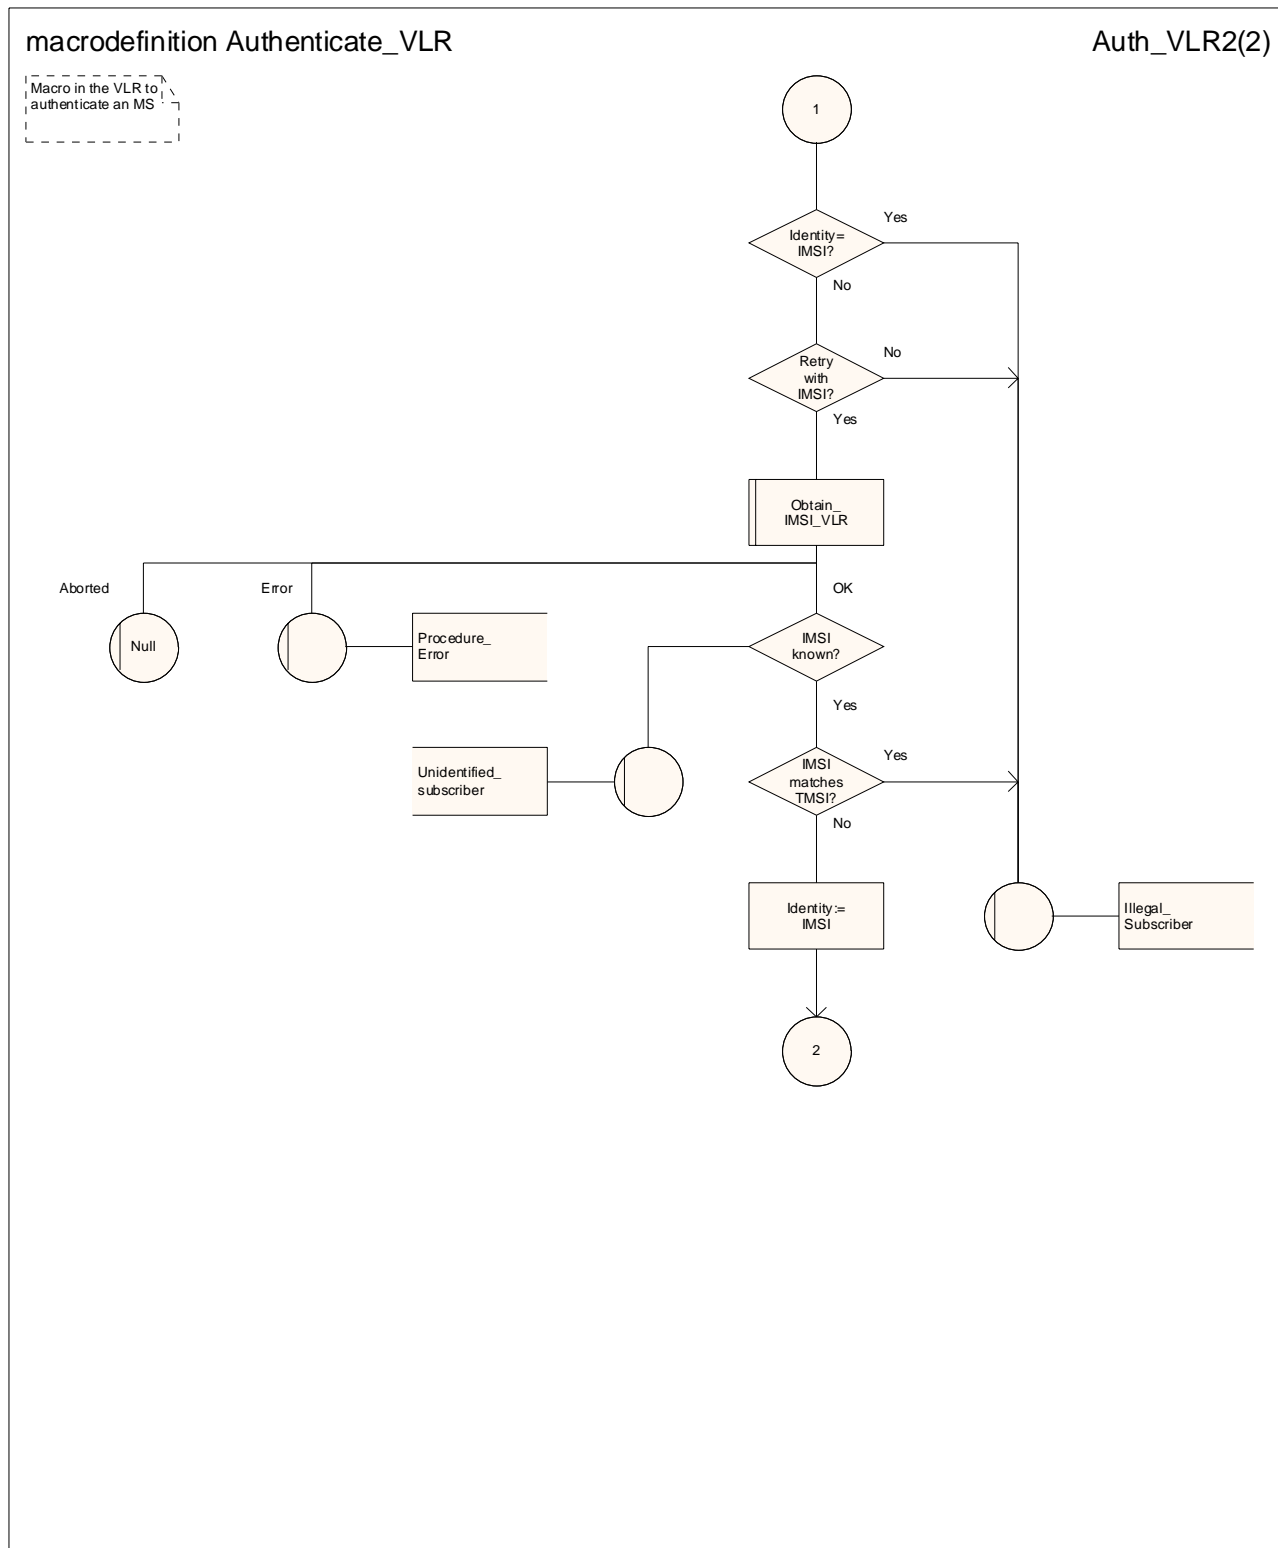 macrodefinition Authenticate_VLR
Auth_VLR2(2)
Macro in the VLR to
authenticate an MS
1
Yes
Identity=
IMSI?
No
No
Retry
with
IMSI?
Yes
Obtain_
IMSI_VLR
Aborted
Error
OK
Null
Procedure_
Error
IMSI
known?
Yes
Yes
Unidentified_
subscriber
IMSI
matches
TMSI?
No
Identity:=
IMSI
Illegal_
Subscriber
2